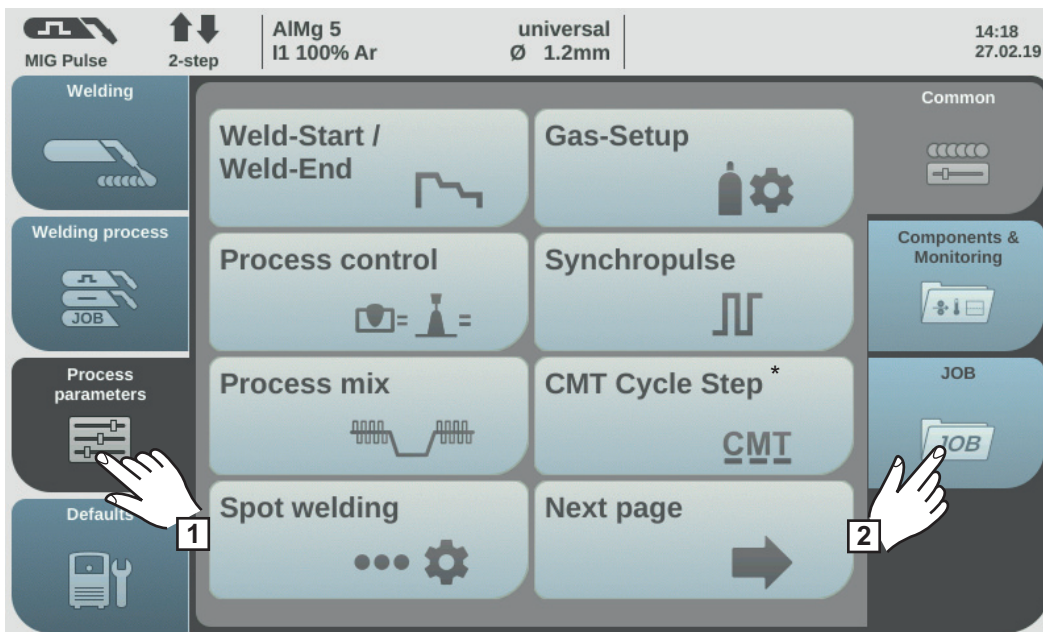 MIG Pulse
2-step
AlMg 5
I1 100% Ar
universal
Ø 1.2mm
14:18
27.02.19
Welding
Welding process
JOB
Process
parameters
1
Defaults
Weld-Start /
Weld-End
Gas-Setup
Process control
= =
Synchropulse
Process mix
CMT Cycle Step *
CMT
Spot welding
Next page
Common
Components &
Monitoring
JOB
JOB
2